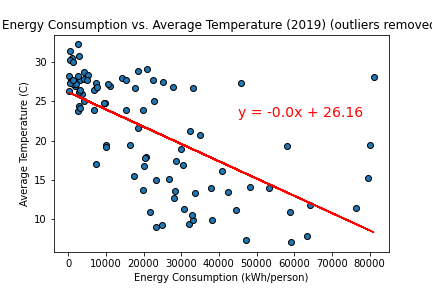 Energy Consumption vs. Average Temperature (2019) (outliers removed
30
25
20
15
10
Average Temperature (C)
y = -0.0x + 26.16
0 10000 20000 30000 40000 50000 60000 70000 80000
Energy Consumption (kWh/person)